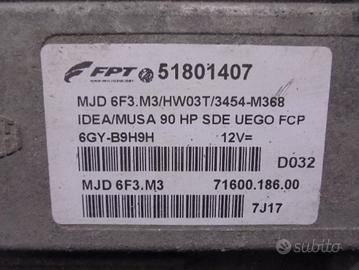 FPT 51801407
MJD 6F3.M3/HW03T/3454-M368
IDEA/MUSA 90 HP SDE UEGO FCP
6GY-B9H9H 12V=
D032
MJD 6F3.M3 71600.186.00
7J17
subito